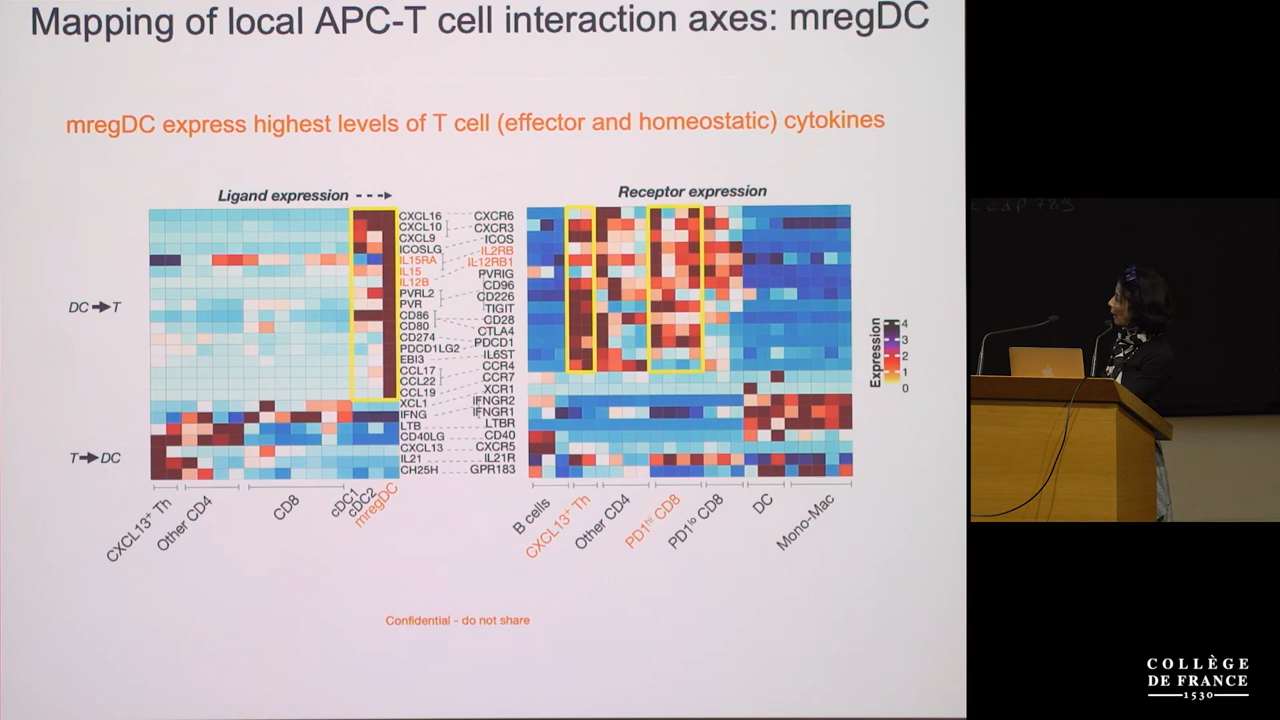 Mapping of local APC-T cell interaction axes: mregDC
mregDC express highest levels of T cell (effector and homeostatic) cytokines
Ligand expression
Receptor expression
DC T
T DC
CXCL16
CXCL10
CXCL9
ICOSLG
IL15RA
IL15
IL12B
PVRL2
PVR
CD86
CD80
CD274
PDCD1LG2
EBI3
CCL17
CCL22
CCL19
XCL1
IFNG
LTB
CD40LG
CXCL13
IL21
CH25H
CXCR6
CXCR3
ICOS
IL2RB
IL12RB1
PVRIG
CD96
CD226
TIGIT
CD28
CTLA4
PDCD1
IL6ST
CCR4
CCR7
XCR1
IFNGR2
IFNGR1
LTBR
CD40
CXCR5
IL21R
GPR183
CXCL13+ Th
Other CD4
CD8
cDC1
cDC2
mregDC
B cells
CXCL13+ Th
Other CD4
PD1hi CD8
PD1lo CD8
DC
Mono-Mac
Expression
4
3
2
1
0
Confidential - do not share
COLLÈGE
DE FRANCE
1530